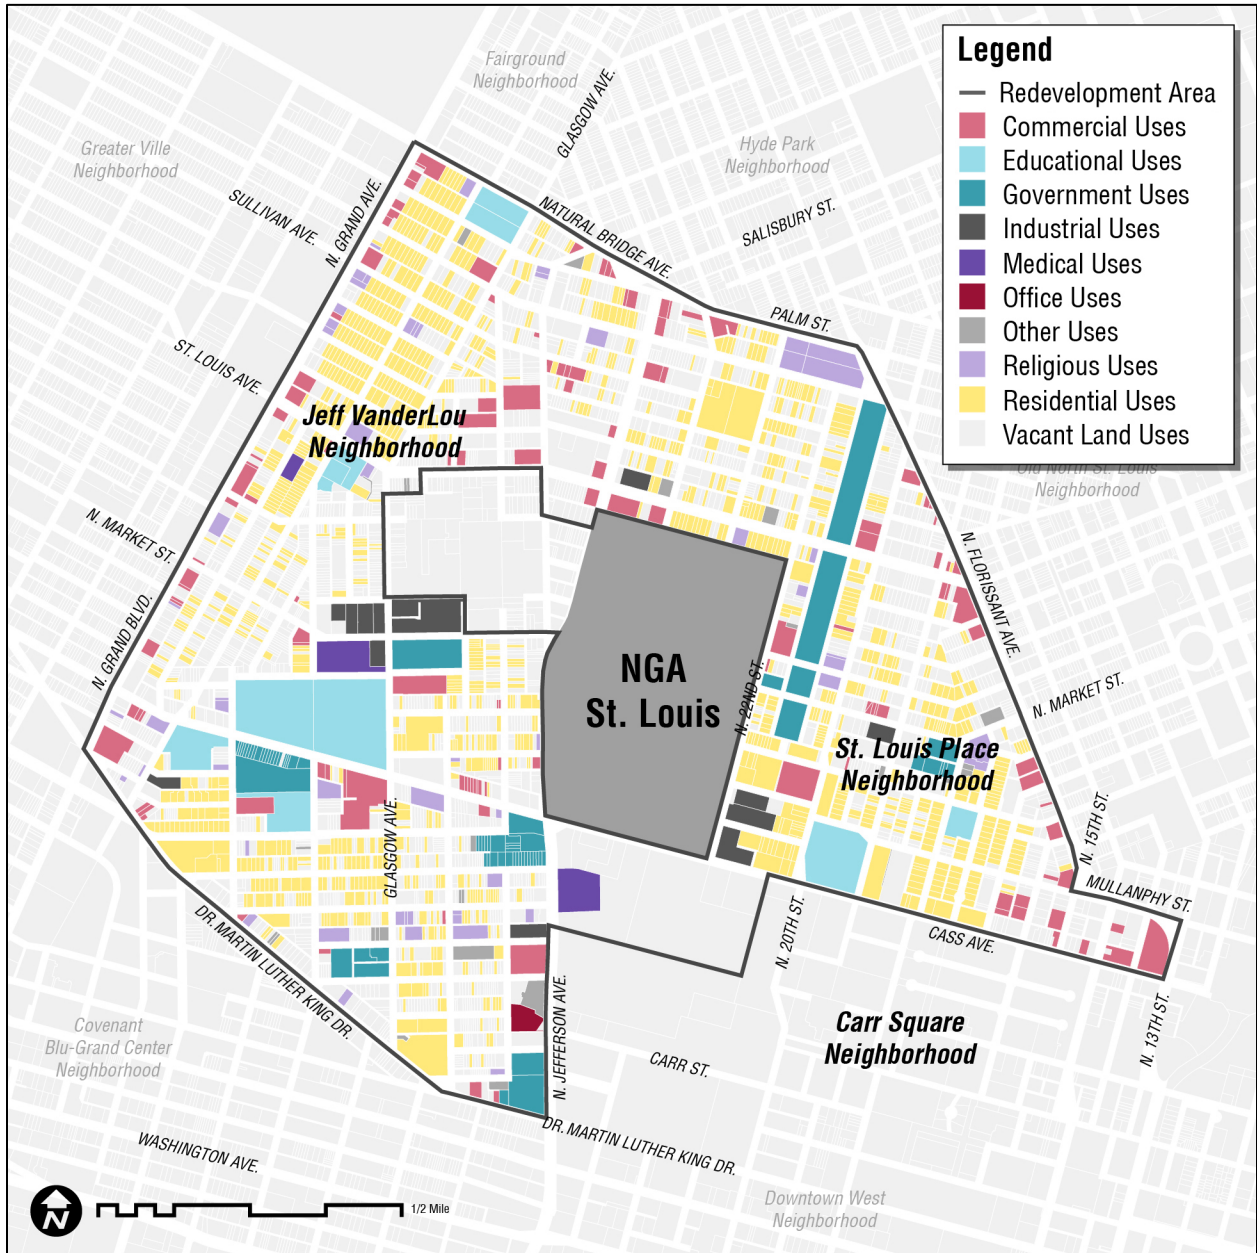 Fairground
Neighborhood
GLASGOW AVE.
Legend
Redevelopment Area
Commercial Uses
Educational Uses
Government Uses
Industrial Uses
Medical Uses
Office Uses
Other Uses
Religious Uses
Residential Uses
Vacant Land Uses
Greater Ville
Neighborhood
Hyde Park
Neighborhood
SULLIVAN AVE.
N. GRAND AVE.
NATURAL BRIDGE AVE.
SALISBURY ST.
PALM ST.
ST. LOUIS AVE.
Jeff VanderLou
Neighborhood
Old North St. Louis
Neighborhood
N. MARKET ST.
N. FLORISSANT AVE.
N. GRAND BLVD.
NGA
St. Louis
N. 22ND ST.
N. MARKET ST.
St. Louis Place
Neighborhood
GLASGOW AVE.
N. 15TH ST.
MULLANPHY ST.
DR. MARTIN LUTHER KING DR.
N. 20TH ST.
CASS AVE.
N. JEFFERSON AVE.
Carr Square
Neighborhood
N. 13TH ST.
Covenant
Blu-Grand Center
Neighborhood
CARR ST.
DR. MARTIN LUTHER KING DR.
WASHINGTON AVE.
Downtown West
Neighborhood
N
1/2 Mile